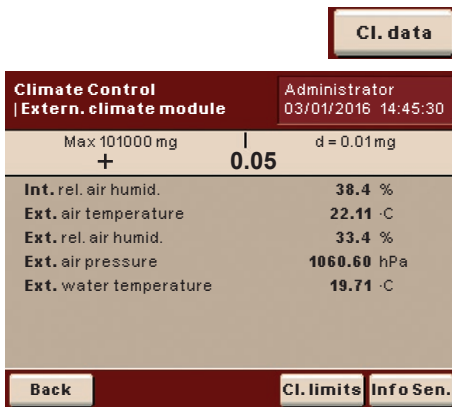 Cl. data
Climate Control
Administrator
|Extern. climate module
03/01/2016 14:45:30
Max 101000 mg
d = 0.01 mg
+ 0.05
Int. rel. air humid. 38.4 %
Ext. air temperature 22.11 °C
Ext. rel. air humid. 33.4 %
Ext. air pressure 1060.60 hPa
Ext. water temperature 19.71 °C
Back
Cl. limits
Info Sen.